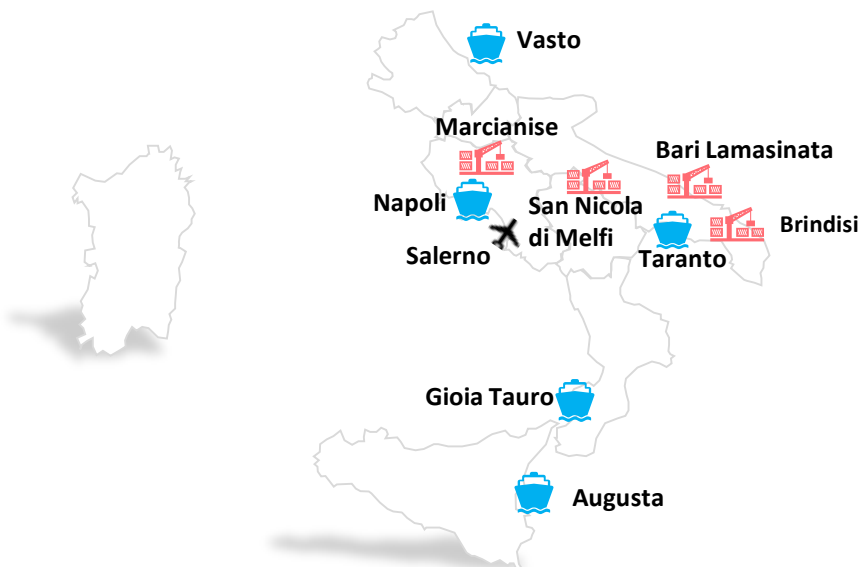 Vasto
Marcianise
Bari Lamasinata
Napoli
San Nicola
di Melfi
Brindisi
Salerno
Taranto
Gioia Tauro
Augusta